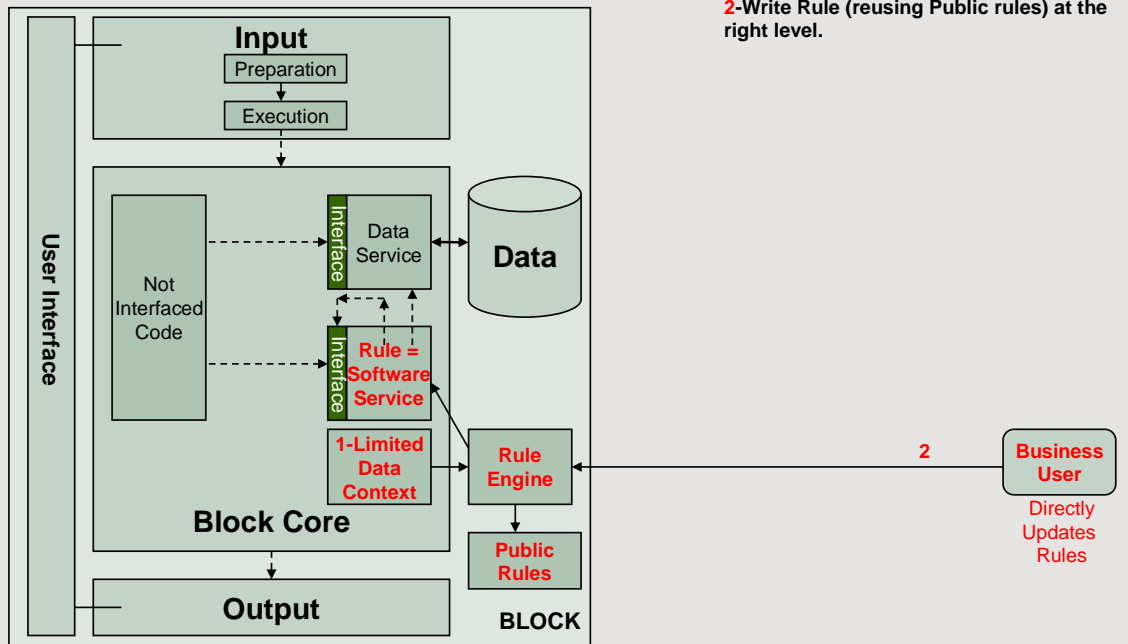 2-Write Rule (reusing Public rules) at the
right level.
Input
Preparation
Execution
User Interface
Not
Interfaced
Code
Interface
Data
Service
Data
Interface
Rule =
Software
Service
1-Limited
Data
Context
Rule
Engine
2
Business
User
Directly
Updates
Rules
Block Core
Public
Rules
Output
BLOCK